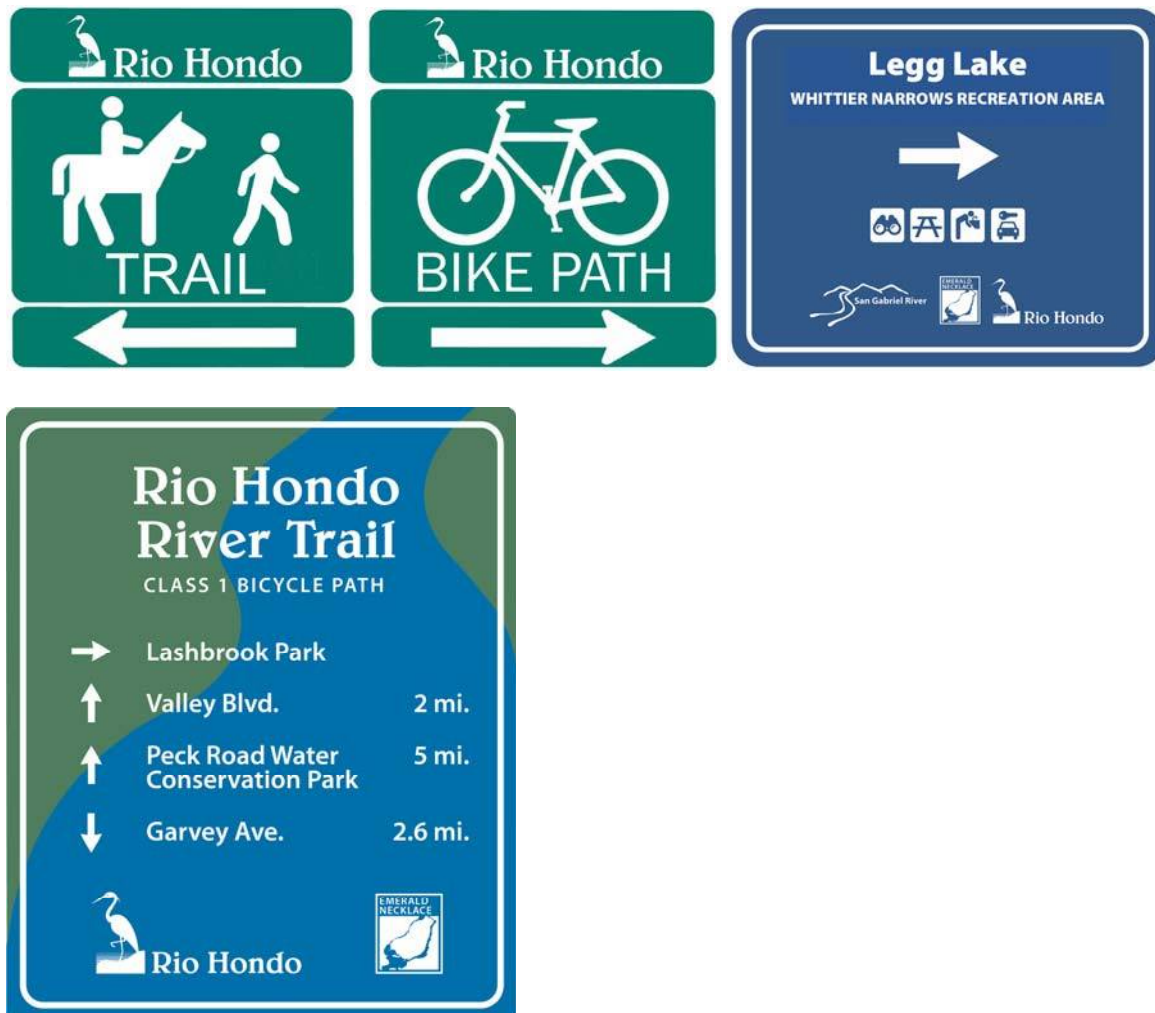 Rio Hondo
TRAIL
Rio Hondo
BIKE PATH
Legg Lake
WHITTIER NARROWS RECREATION AREA
San Gabriel River
EMERALD
NECKLACE
Rio Hondo
Rio Hondo
River Trail
CLASS 1 BICYCLE PATH
Lashbrook Park
Valley Blvd. 2 mi.
Peck Road Water 5 mi.
Conservation Park
Garvey Ave. 2.6 mi.
Rio Hondo
EMERALD
NECKLACE